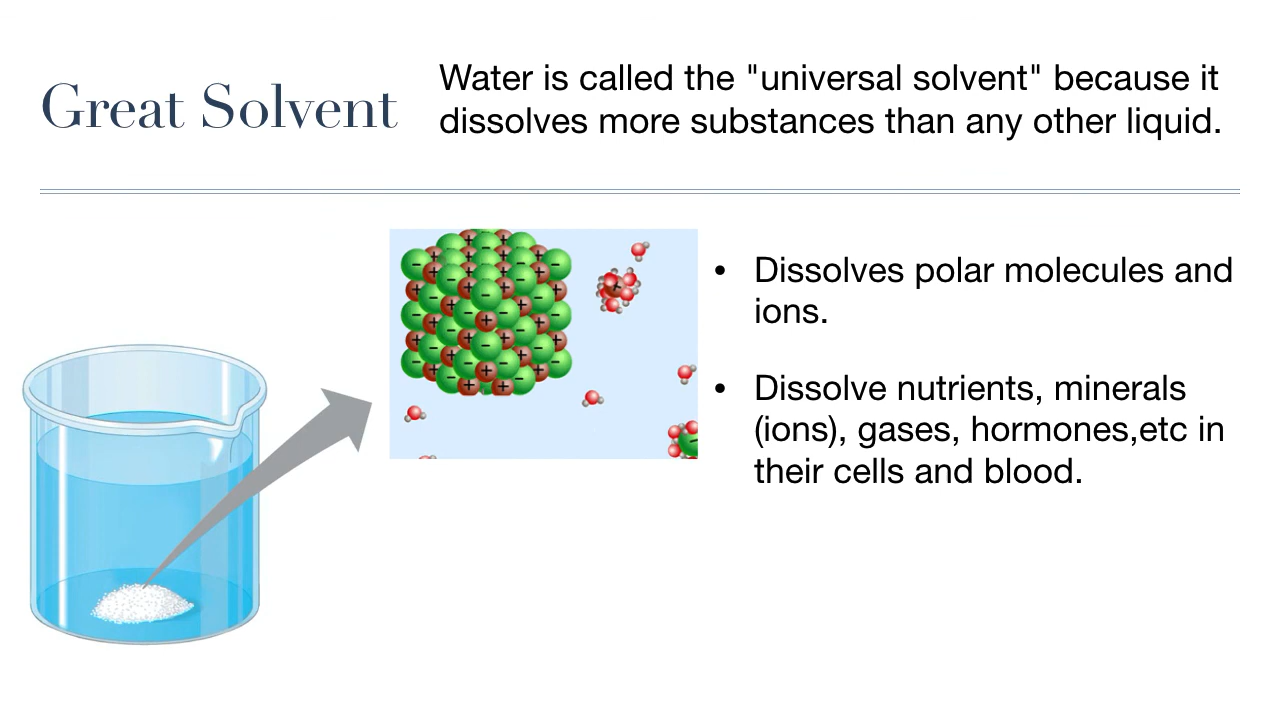 Great Solvent
Water is called the "universal solvent" because it
dissolves more substances than any other liquid.
• Dissolves polar molecules and
ions.
• Dissolve nutrients, minerals
(ions), gases, hormones,etc in
their cells and blood.